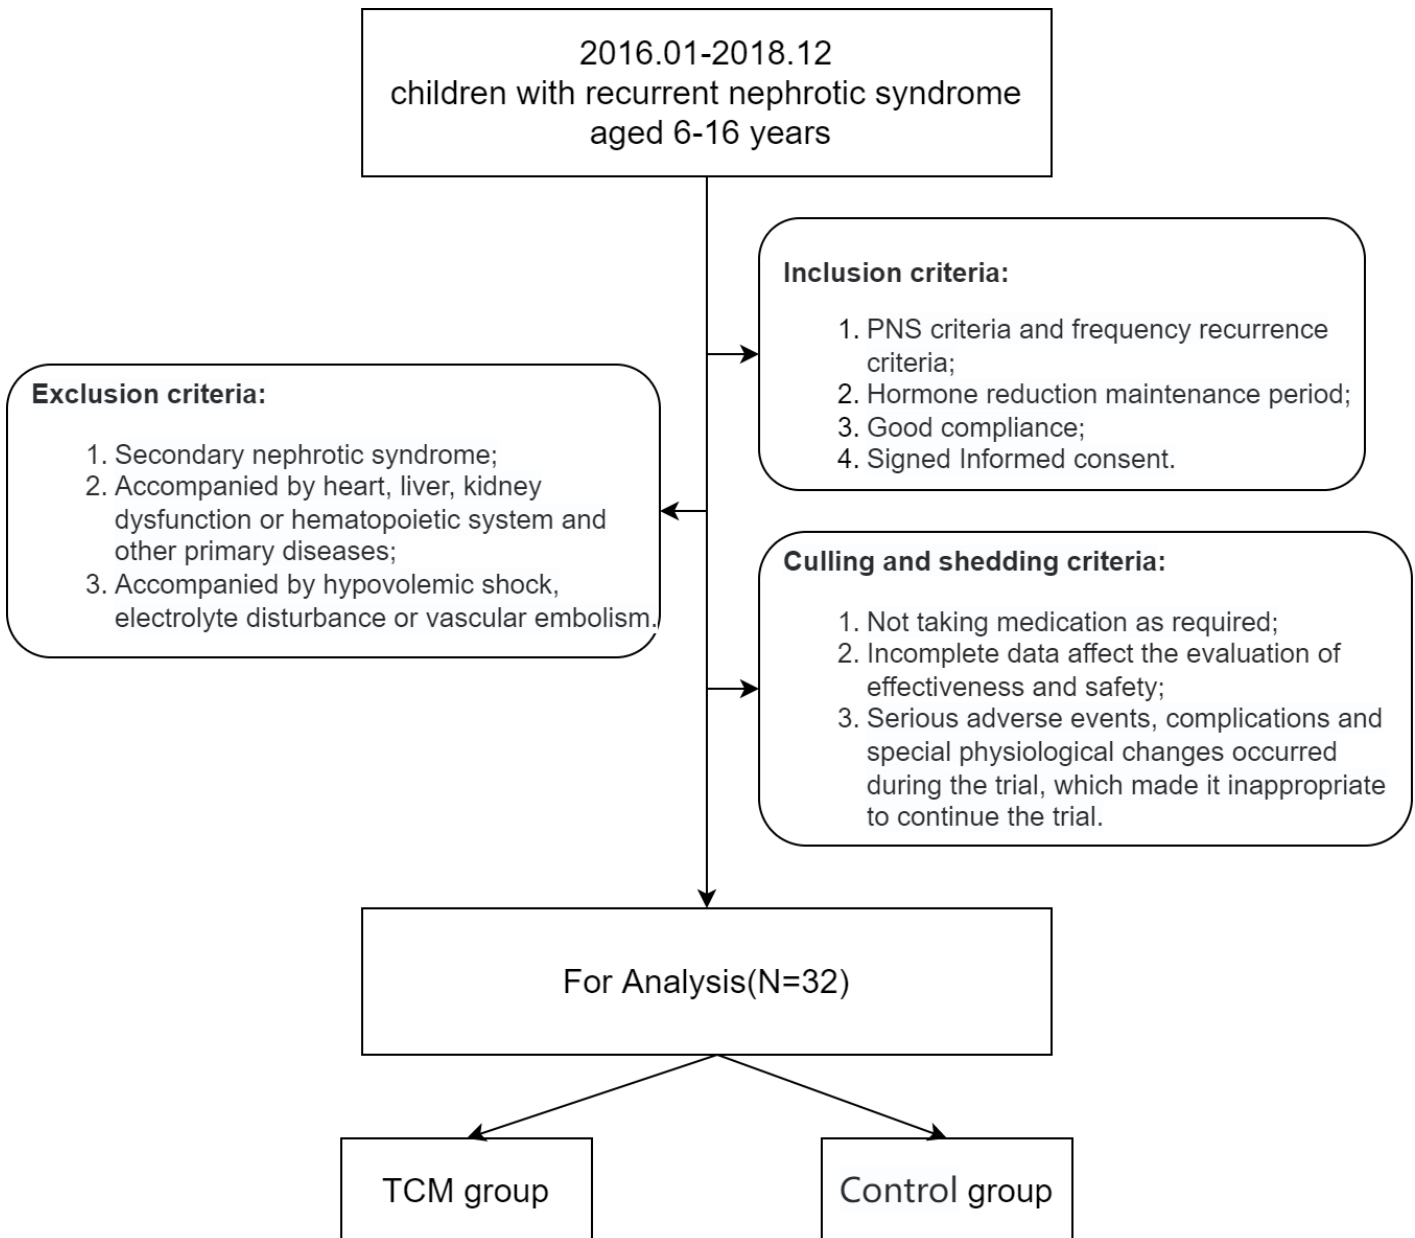 2016.01-2018.12
children with recurrent nephrotic syndrome
aged 6-16 years
Inclusion criteria:
1. PNS criteria and frequency recurrence
criteria;
2. Hormone reduction maintenance period;
3. Good compliance;
4. Signed Informed consent.
Exclusion criteria:
1. Secondary nephrotic syndrome;
2. Accompanied by heart, liver, kidney
dysfunction or hematopoietic system and
other primary diseases;
3. Accompanied by hypovolemic shock,
electrolyte disturbance or vascular embolism.
Culling and shedding criteria:
1. Not taking medication as required;
2. Incomplete data affect the evaluation of
effectiveness and safety;
3. Serious adverse events, complications and
special physiological changes occurred
during the trial, which made it inappropriate
to continue the trial.
For Analysis(N=32)
TCM group
Control group